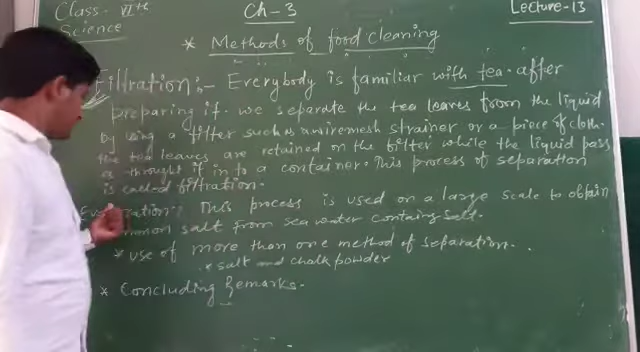 Class- VIth
Ch-3
Lecture-13
Science
* Methods of food cleaning
Filtration:- Everybody is familiar with tea. after
preparing it. we separate the tea leaves from the liquid
by using a filter such as a wiremesh strainer or a piece of cloth.
the tea leaves are retained on the filter while the liquid pass
throught it in to a container. This process of separation
is called filtration.
This process is used on a large scale to obtain
salt from sea water contains salt.
* use of more than one method of separation.
* salt and chalk powder
* Concluding Remarks.